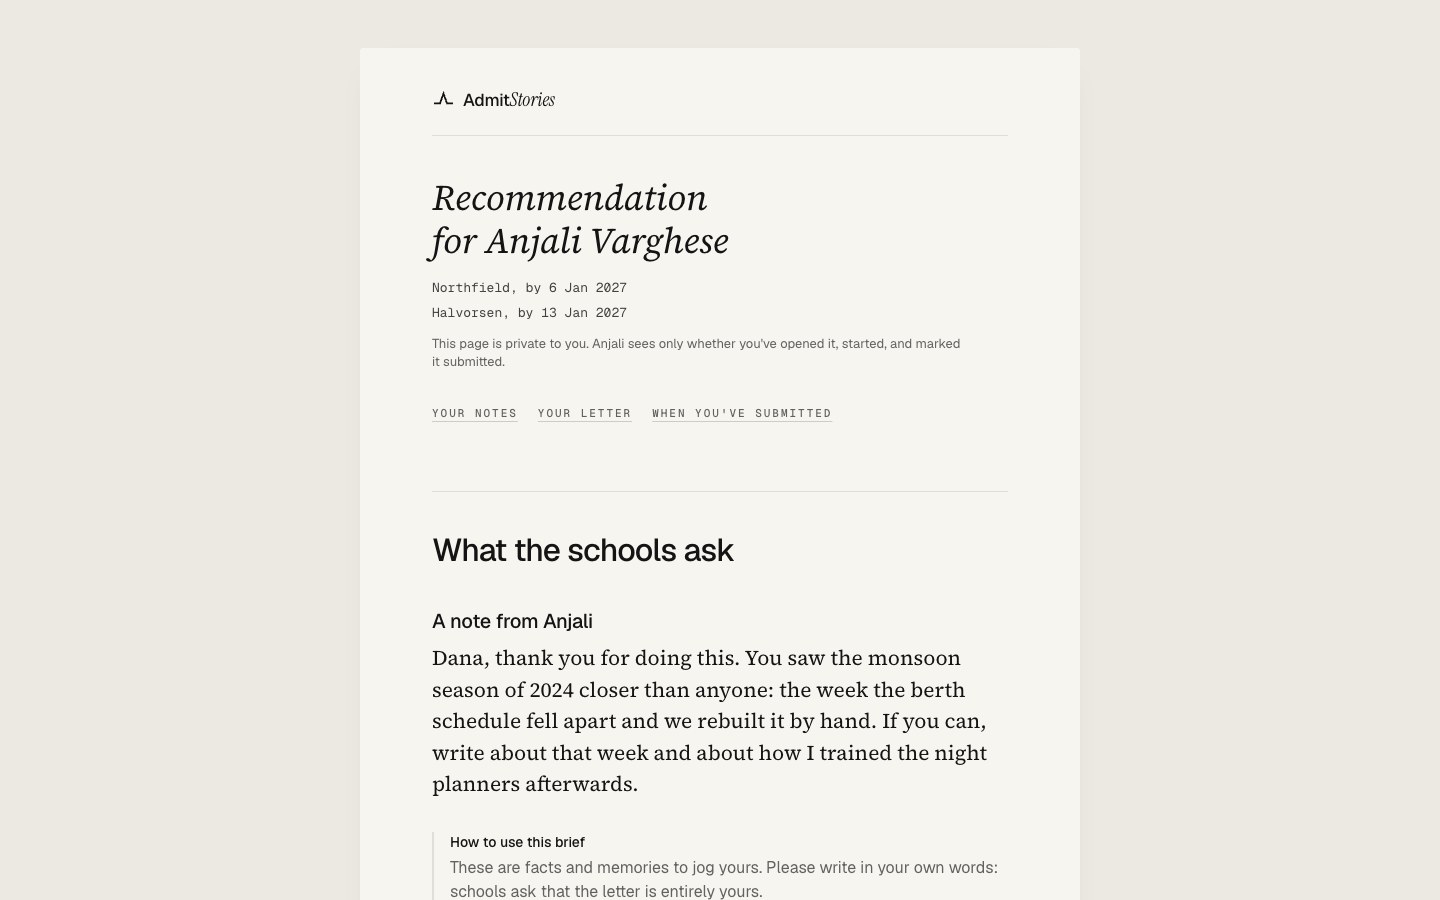 AdmitStories
Recommendation
for Anjali Varghese
Northfield, by 6 Jan 2027
Halvorsen, by 13 Jan 2027
This page is private to you. Anjali sees only whether you've opened it, started, and marked
it submitted.
YOUR NOTES YOUR LETTER WHEN YOU'VE SUBMITTED
What the schools ask
A note from Anjali
Dana, thank you for doing this. You saw the monsoon
season of 2024 closer than anyone: the week the berth
schedule fell apart and we rebuilt it by hand. If you can,
write about that week and about how I trained the night
planners afterwards.
How to use this brief
These are facts and memories to jog yours. Please write in your own words:
schools ask that the letter is entirely yours.